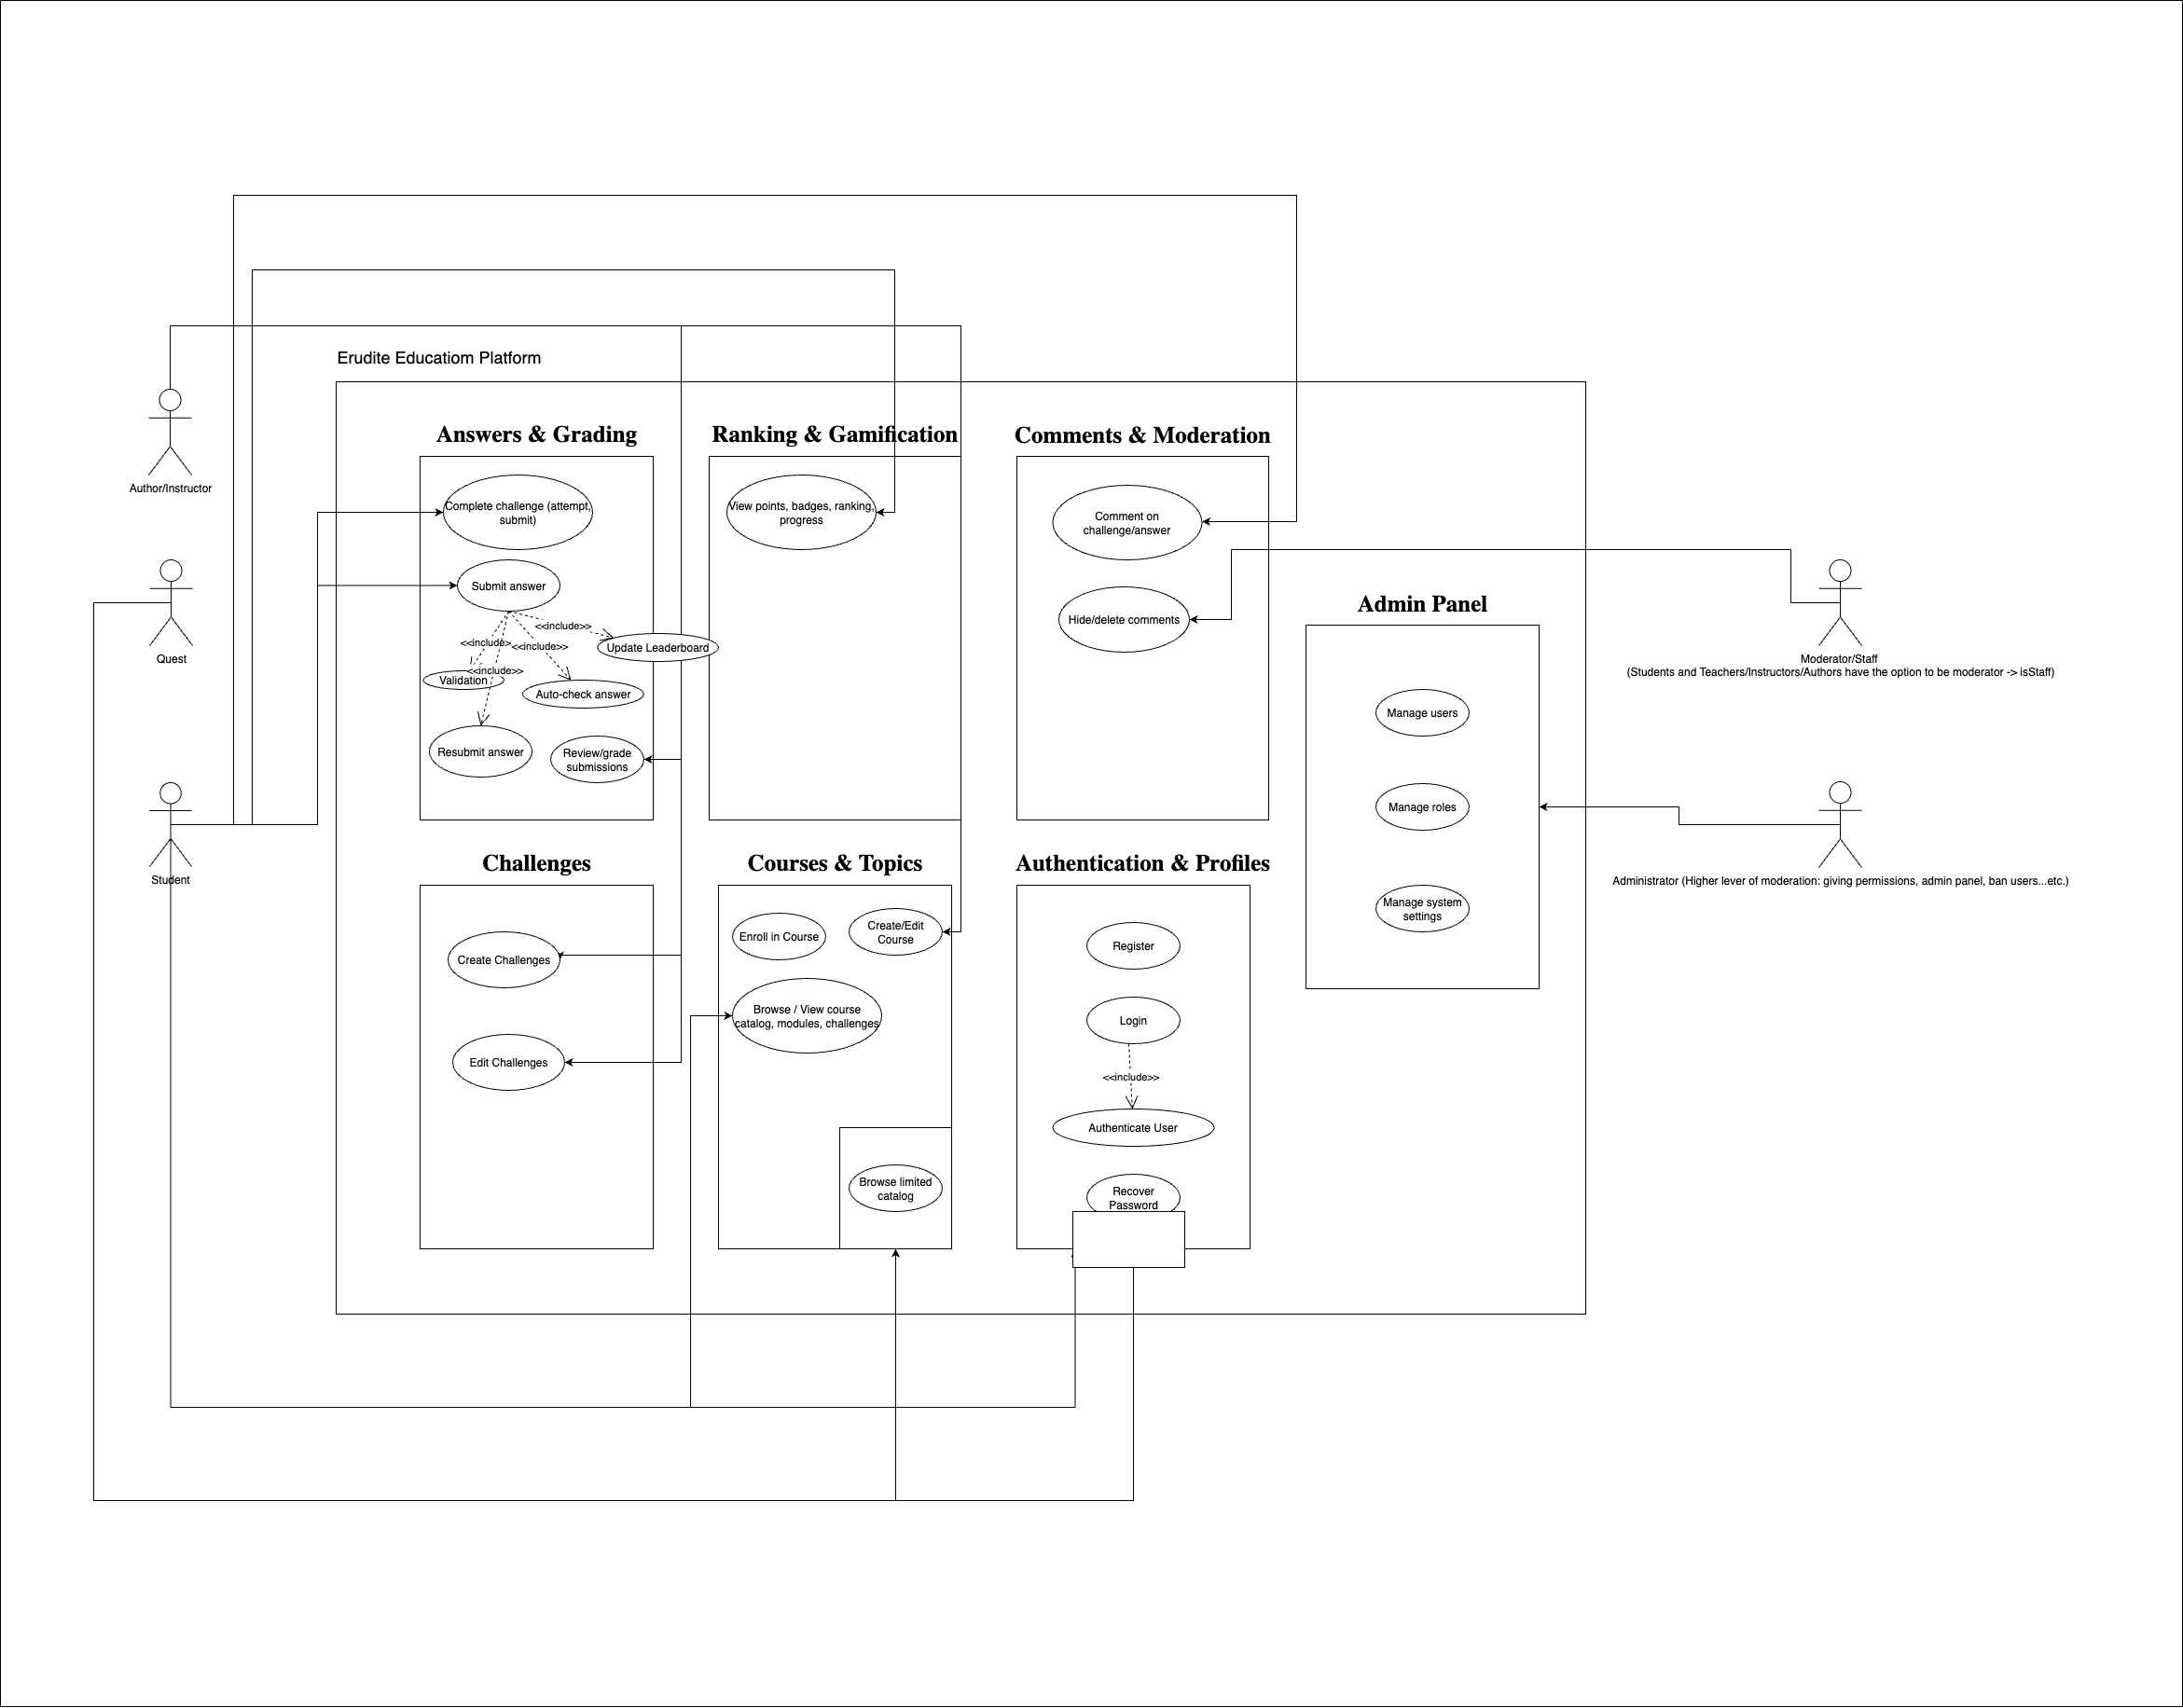 Erudite Educatiom Platform
Author/Instructor
Quest
Student
Answers & Grading
Complete challenge (attempt,
submit)
Submit answer
<<include>>
<<include>
<<include>>
<<include>>
Update Leaderboard
Validation
Auto-check answer
Resubmit answer
Review/grade
submissions
Ranking & Gamification
View points, badges, ranking,
progress
Comments & Moderation
Comment on
challenge/answer
Hide/delete comments
Admin Panel
Manage users
Manage roles
Manage system
settings
Moderator/Staff
(Students and Teachers/Instructors/Authors have the option to be moderator -> isStaff)
Administrator (Higher lever of moderation: giving permissions, admin panel, ban users...etc.)
Challenges
Create Challenges
Edit Challenges
Courses & Topics
Enroll in Course
Create/Edit
Course
Browse / View course
catalog, modules, challenges
Browse limited
catalog
Authentication & Profiles
Register
Login
<<include>>
Authenticate User
Recover
Password